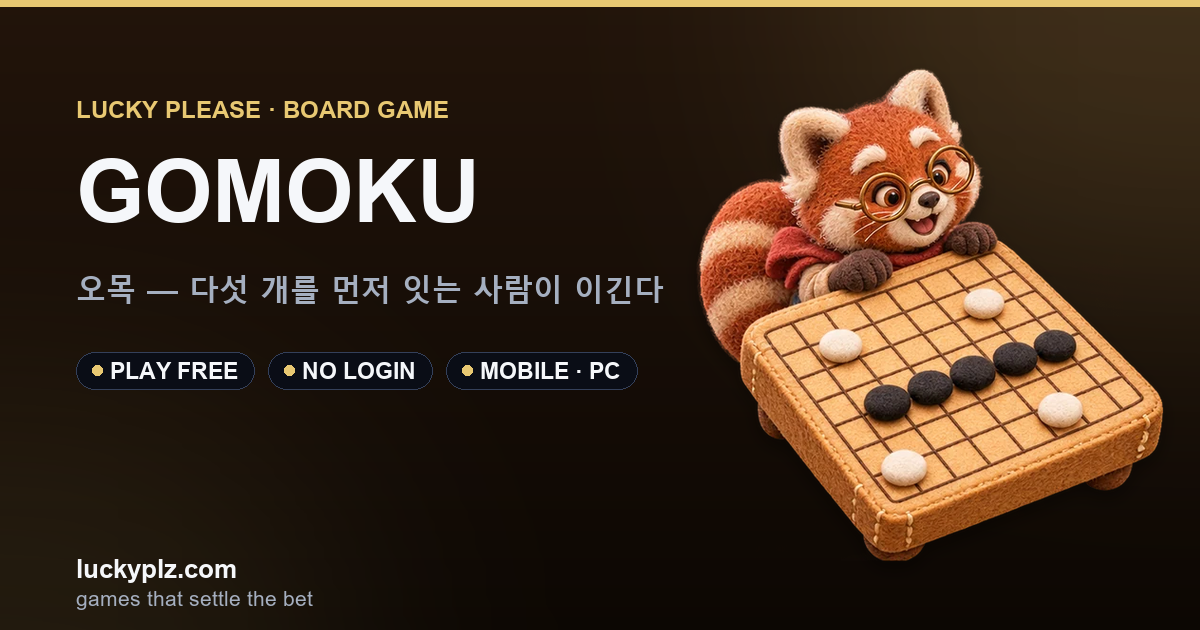 LUCKY PLEASE · BOARD GAME
GOMOKU
오목 — 다섯 개를 먼저 잇는 사람이 이긴다
PLAY FREE
NO LOGIN
MOBILE · PC
luckyplz.com
games that settle the bet